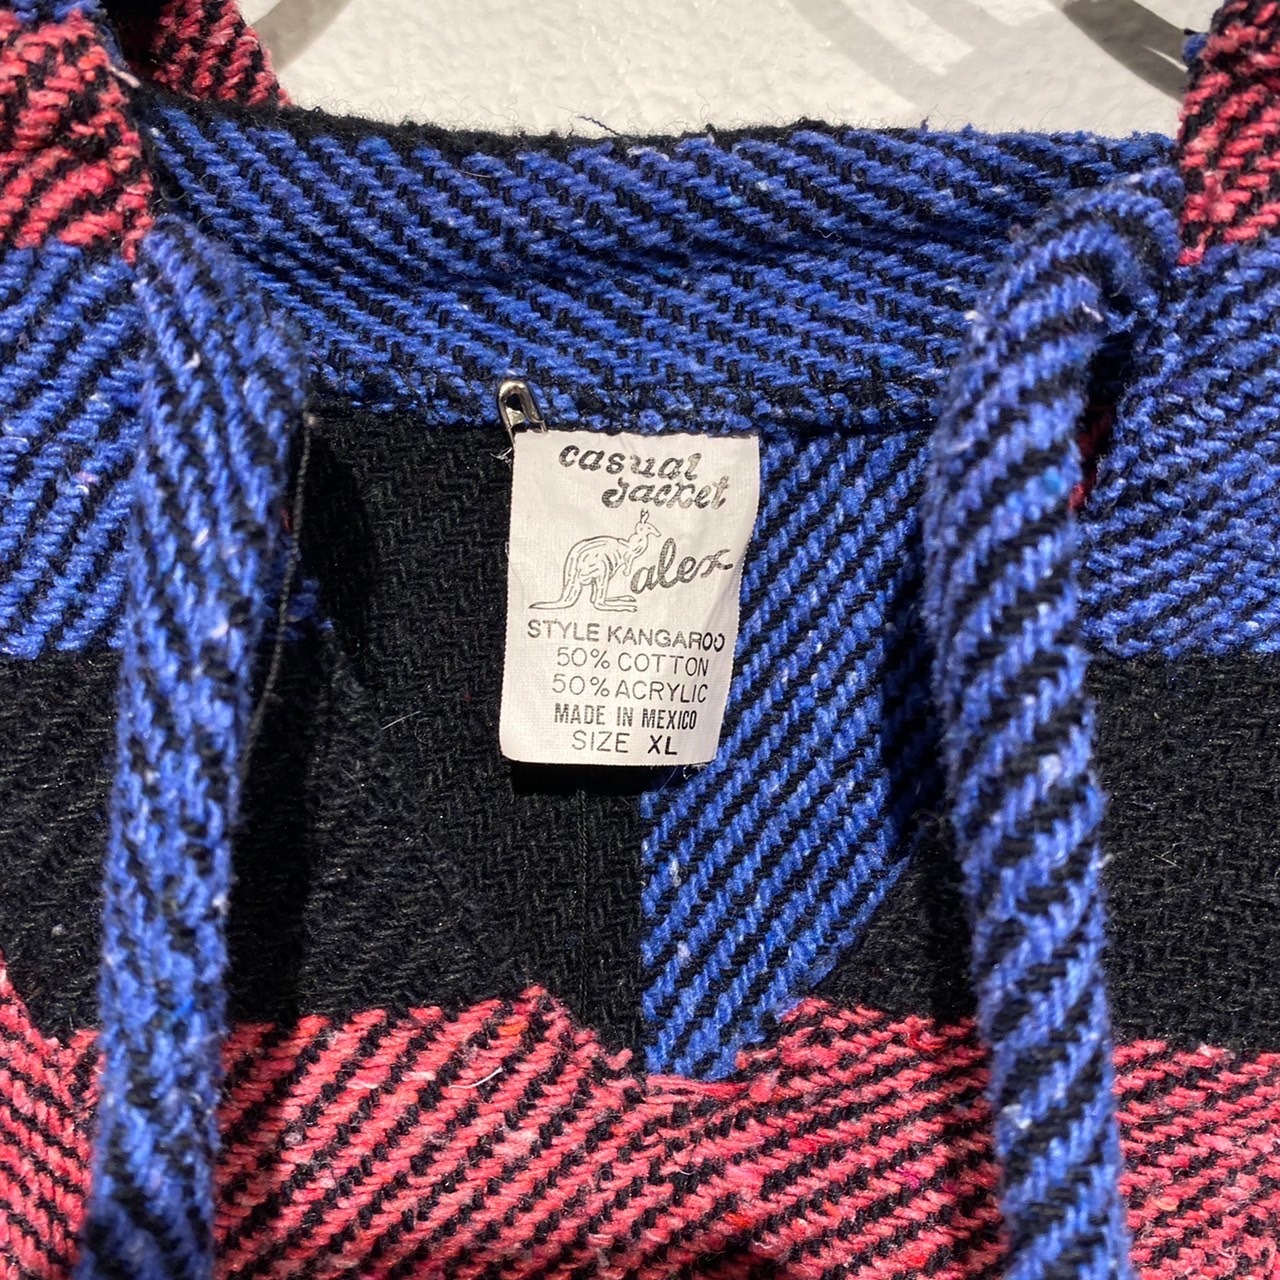 casual
Jacket
alex
STYLE KANGAROO
50% COTTON
50% ACRYLIC
MADE IN MEXICO
SIZE XL